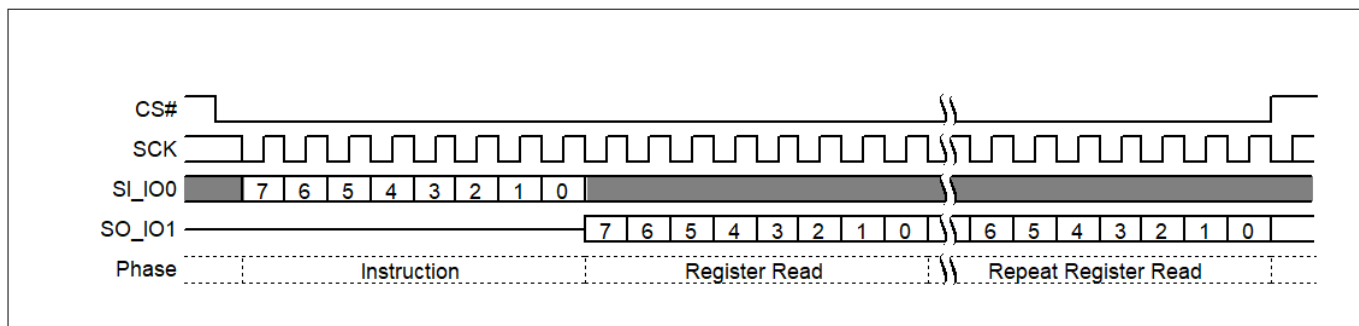 CS#
SCK
SI_IO0 7 6 5 4 3 2 1 0
SO_IO1 7 6 5 4 3 2 1 0 6 5 4 3 2 1 0
Phase Instruction Register Read Repeat Register Read